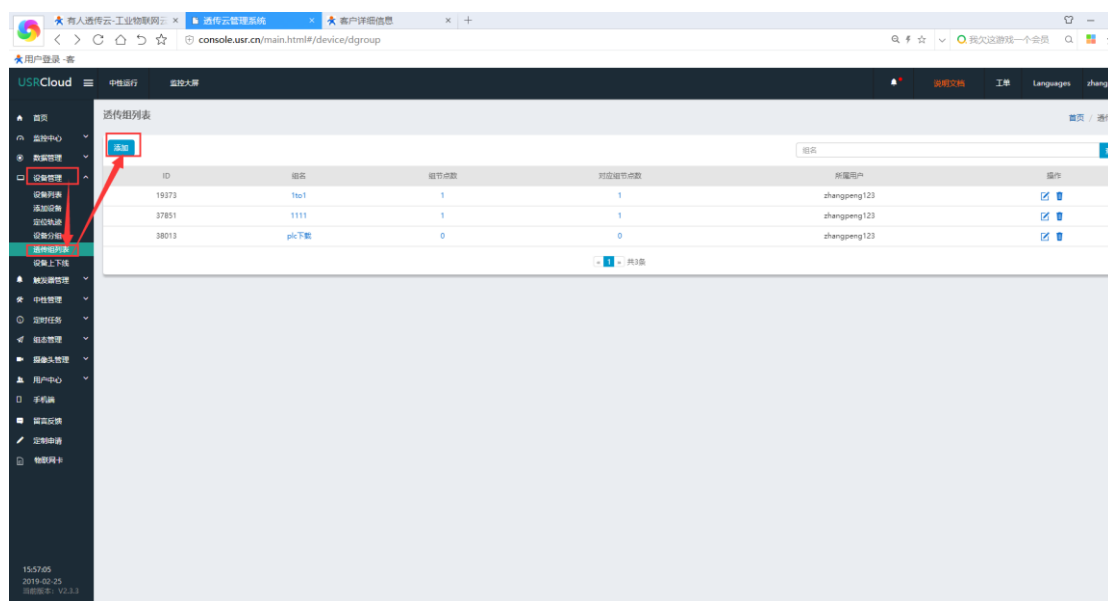 有人透传云-工业物联网云 × 透传云管理系统 × 客户详细信息 × +
console.usr.cn/main.html#/device/dgroup 我欠这游戏一个会员
用户登录 -客
USRCloud 中性运行 监控大屏 说明文档 工单 Languages zhang
透传组列表 首页 /
首页
监控中心
添加 组名
数据管理
设备管理
ID 组名 组节点数 对应组节点数 所属用户 操作
设备列表
19373 1to1 1 1 zhangpeng123
添加设备
定位轨迹
37851 1111 1 1 zhangpeng123
设备分组
38013 plc下载 0 0 zhangpeng123
透传组列表
设备上下线
« 1 » 共3条
触发器管理
中性管理
定时任务
组态管理
摄像头管理
用户中心
手机端
留言反馈
定制申请
物联网卡
15:57:05
2019-02-25
当前版本: V2.3.3